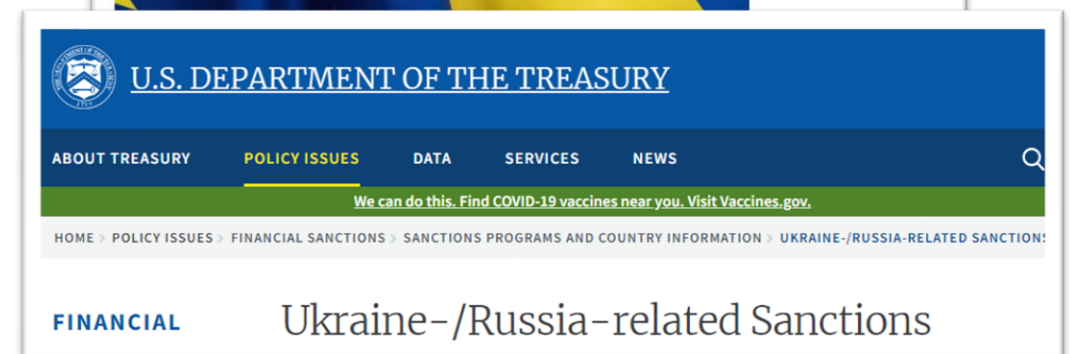 U.S. DEPARTMENT OF THE TREASURY
ABOUT TREASURY POLICY ISSUES DATA SERVICES NEWS
We can do this. Find COVID-19 vaccines near you. Visit Vaccines.gov.
HOME > POLICY ISSUES > FINANCIAL SANCTIONS > SANCTIONS PROGRAMS AND COUNTRY INFORMATION > UKRAINE-/RUSSIA-RELATED SANCTIONS
FINANCIAL
Ukraine-/Russia-related Sanctions